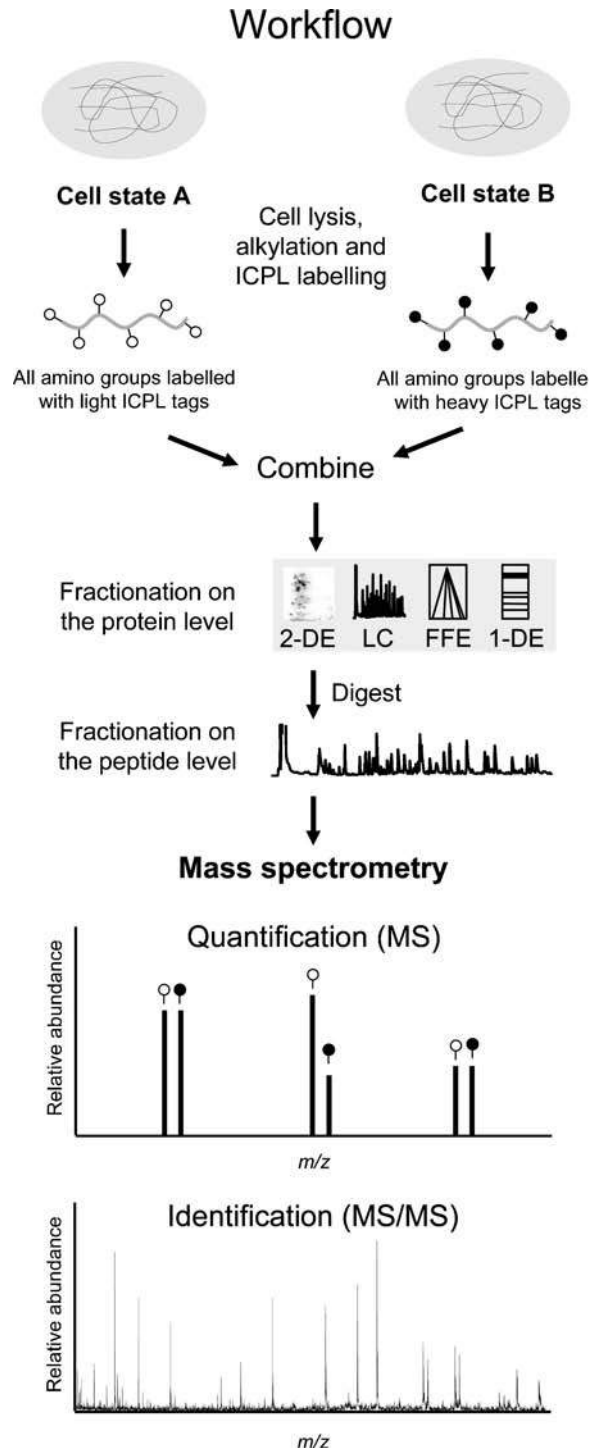 Workflow
Cell state A
Cell state B
Cell lysis,
alkylation and
ICPL labelling
All amino groups labelled
with light ICPL tags
All amino groups labelle
with heavy ICPL tags
Combine
Fractionation on
the protein level
2-DE LC FFE 1-DE
Digest
Fractionation on
the peptide level
Mass spectrometry
Quantification (MS)
Relative abundance
m/z
Identification (MS/MS)
Relative abundance
m/z